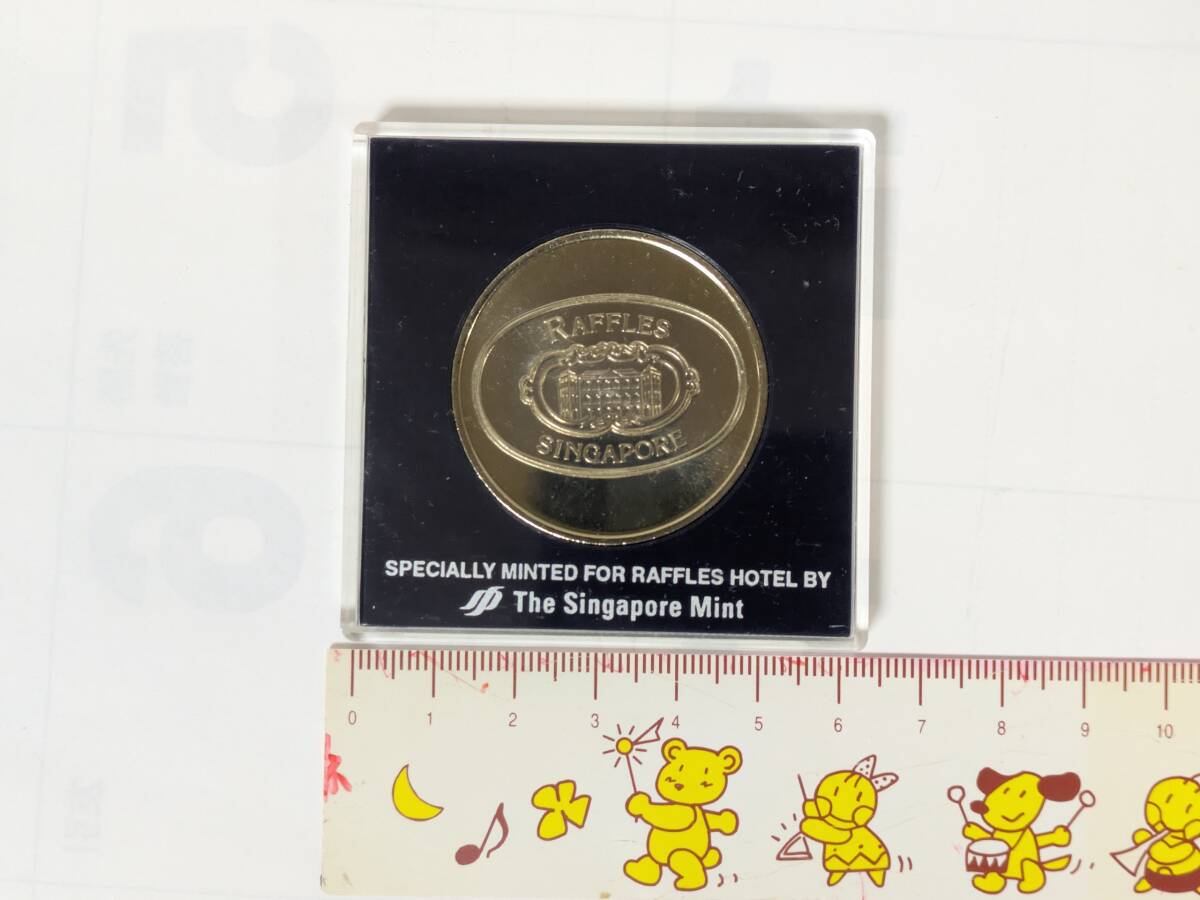 RAFFLES
SINGAPORE
SPECIALLY MINTED FOR RAFFLES HOTEL BY
The Singapore Mint
0 1 2 3 4 5 6 7 8 9 10